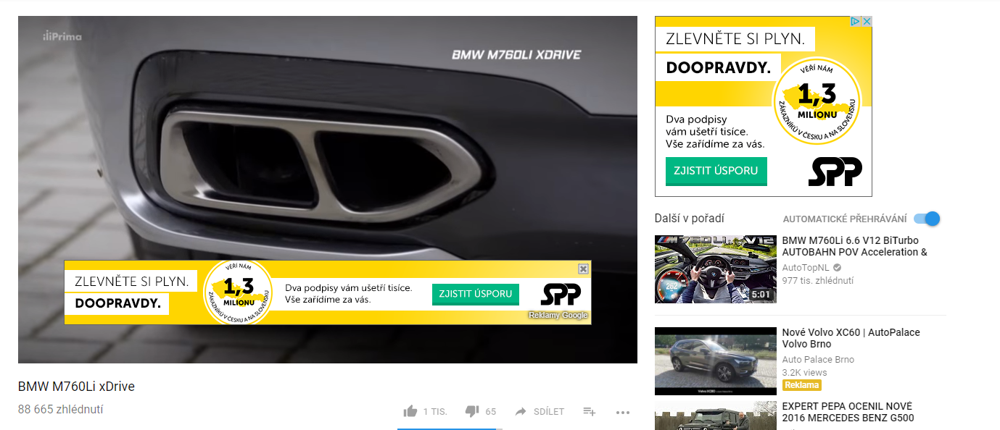 Prima
BMW M760LI XDRIVE
ZLEVNĚTE SI PLYN.
DOOPRAVDY.
VĚŘÍ NÁM
1,3
MILIONU
ZÁKAZNÍKŮ V ČESKU A NA SLOVENSKU
Dva podpisy vám ušetří tisíce.
Vše zařídíme za vás.
ZJISTIT ÚSPORU
SPP
Reklamy Google
BMW M760Li xDrive
88 665 zhlédnutí
1 TIS.
65
SDÍLET
ZLEVNĚTE SI PLYN.
DOOPRAVDY.
VĚŘÍ NÁM
1,3
MILIONU
ZÁKAZNÍKŮ V ČESKU A NA SLOVENSKU
Dva podpisy
vám ušetří tisíce.
Vše zařídíme za vás.
ZJISTIT ÚSPORU
SPP
Další v pořadí
AUTOMATICKÉ PŘEHRÁVÁNÍ
M760Li V12
262
5:01
BMW M760Li 6.6 V12 BiTurbo
AUTOBAHN POV Acceleration &
AutoTopNL
977 tis. zhlédnutí
Volvo XC60
Nové Volvo XC60 | AutoPalace
Volvo Brno
Auto Palace Brno
3.2K views
Reklama
EXPERT PEPA OCENIL NOVÉ
2016 MERCEDES BENZ G500